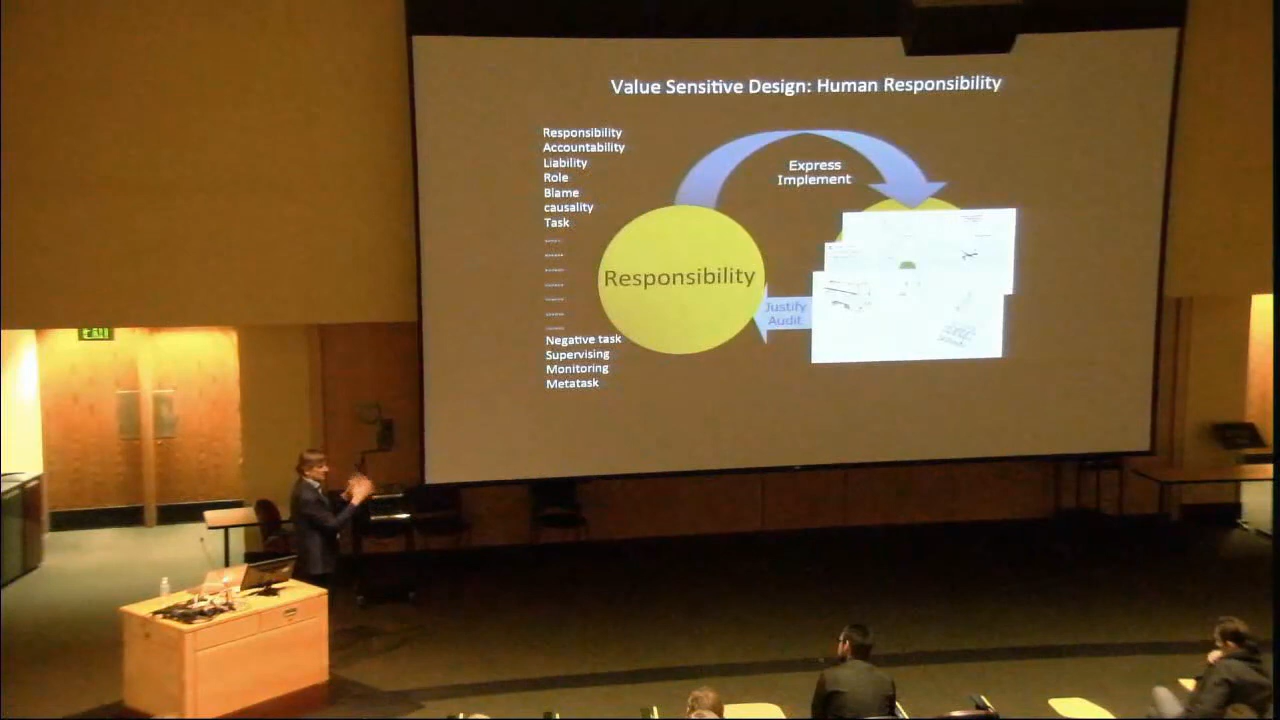 Value Sensitive Design: Human Responsibility
Responsibility
Accountability
Liability
Role
Blame
causality
Task
......
......
......
......
......
......
......
Negative task
Supervising
Monitoring
Metatask
Express
Implement
Responsibility
Justify
Audit
EXIT